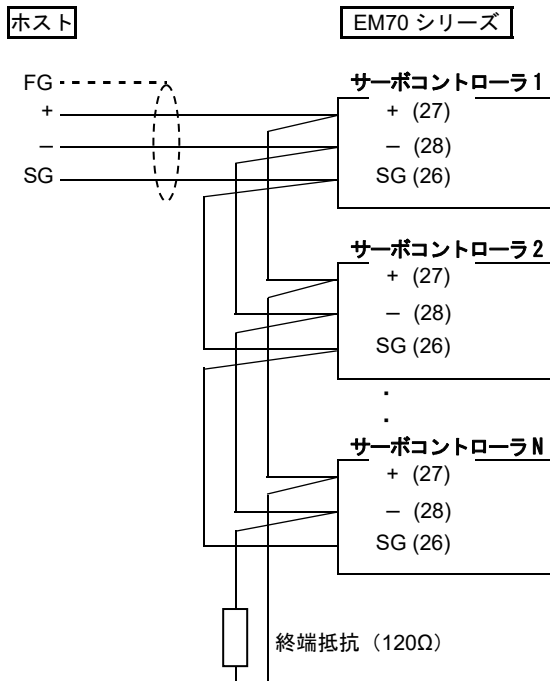 ホスト
EM70 シリーズ
FG
サーボコントローラ1
+
+ (27)
–
– (28)
SG
SG (26)
サーボコントローラ2
+ (27)
– (28)
SG (26)
・
・
サーボコントローラN
+ (27)
– (28)
SG (26)
終端抵抗（120Ω）